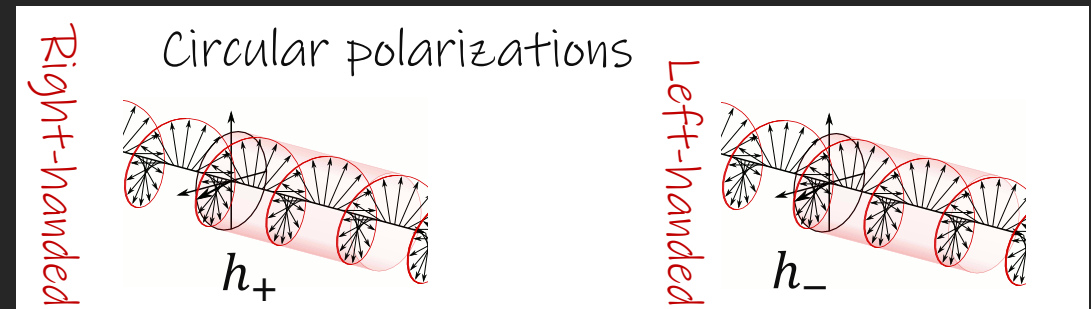 Circular polarizations
Right-handed
h₊
Left-handed
h₋